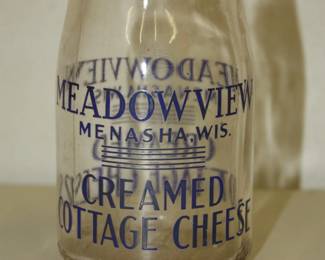 MEADOWVIEW
MENASHA, WIS.
CREAMED
COTTAGE CHEESE